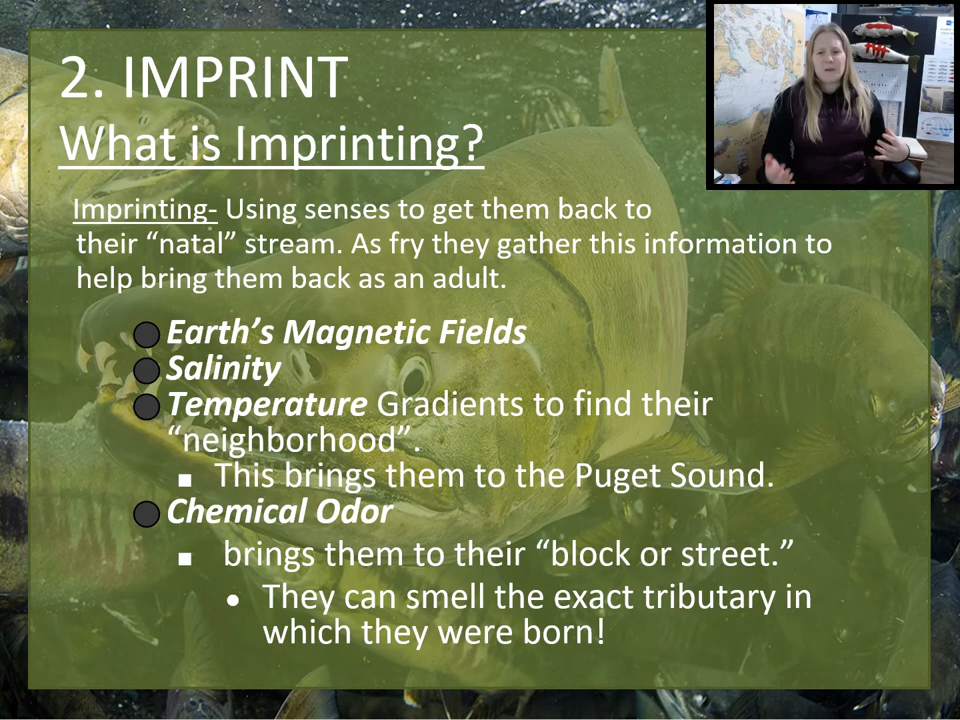 2. IMPRINT
What is Imprinting?
Imprinting- Using senses to get them back to
their “natal” stream. As fry they gather this information to
help bring them back as an adult.
Earth’s Magnetic Fields
Salinity
Temperature Gradients to find their
“neighborhood”.
This brings them to the Puget Sound.
Chemical Odor
brings them to their “block or street.”
They can smell the exact tributary in
which they were born!